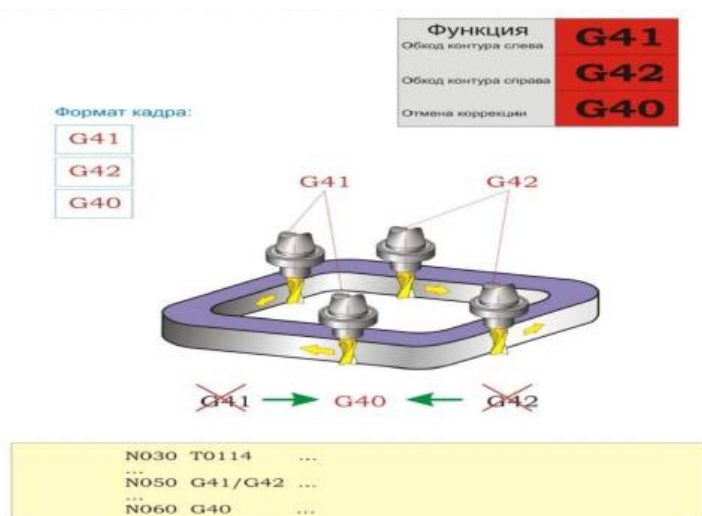 Функция
Обход контура слева
G41
Обход контура справа
G42
Отмена коррекции
G40
Формат кадра:
G41
G42
G40
G41
G42
G41
G40
G42
N030 T0114 ...
...
N050 G41/G42 ...
...
N060 G40 ...